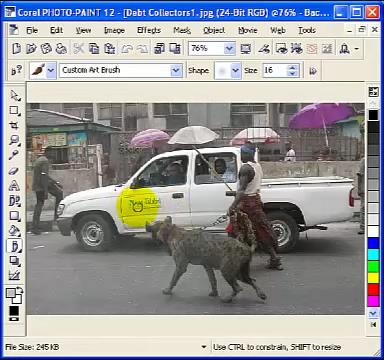 Corel PHOTO-PAINT 12 - [Debt Collectors1.jpg (24-Bit RGB) @76% - Bac...
File Edit View Image Effects Mask Object Movie Web Tools
76%
Custom Art Brush Shape Size 16
File Size: 245 KB Use CTRL to constrain, SHIFT to resize